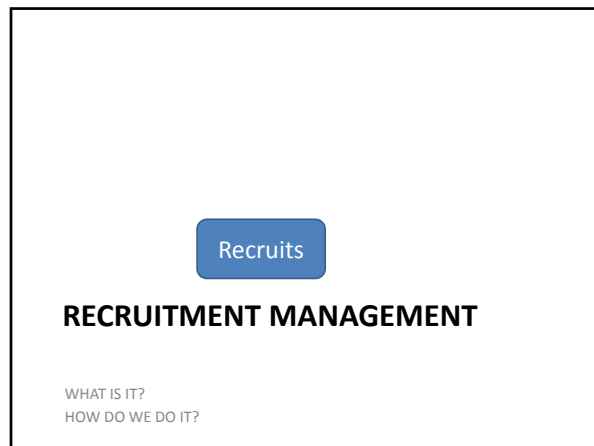 Recruits
RECRUITMENT MANAGEMENT
WHAT IS IT?
HOW DO WE DO IT?